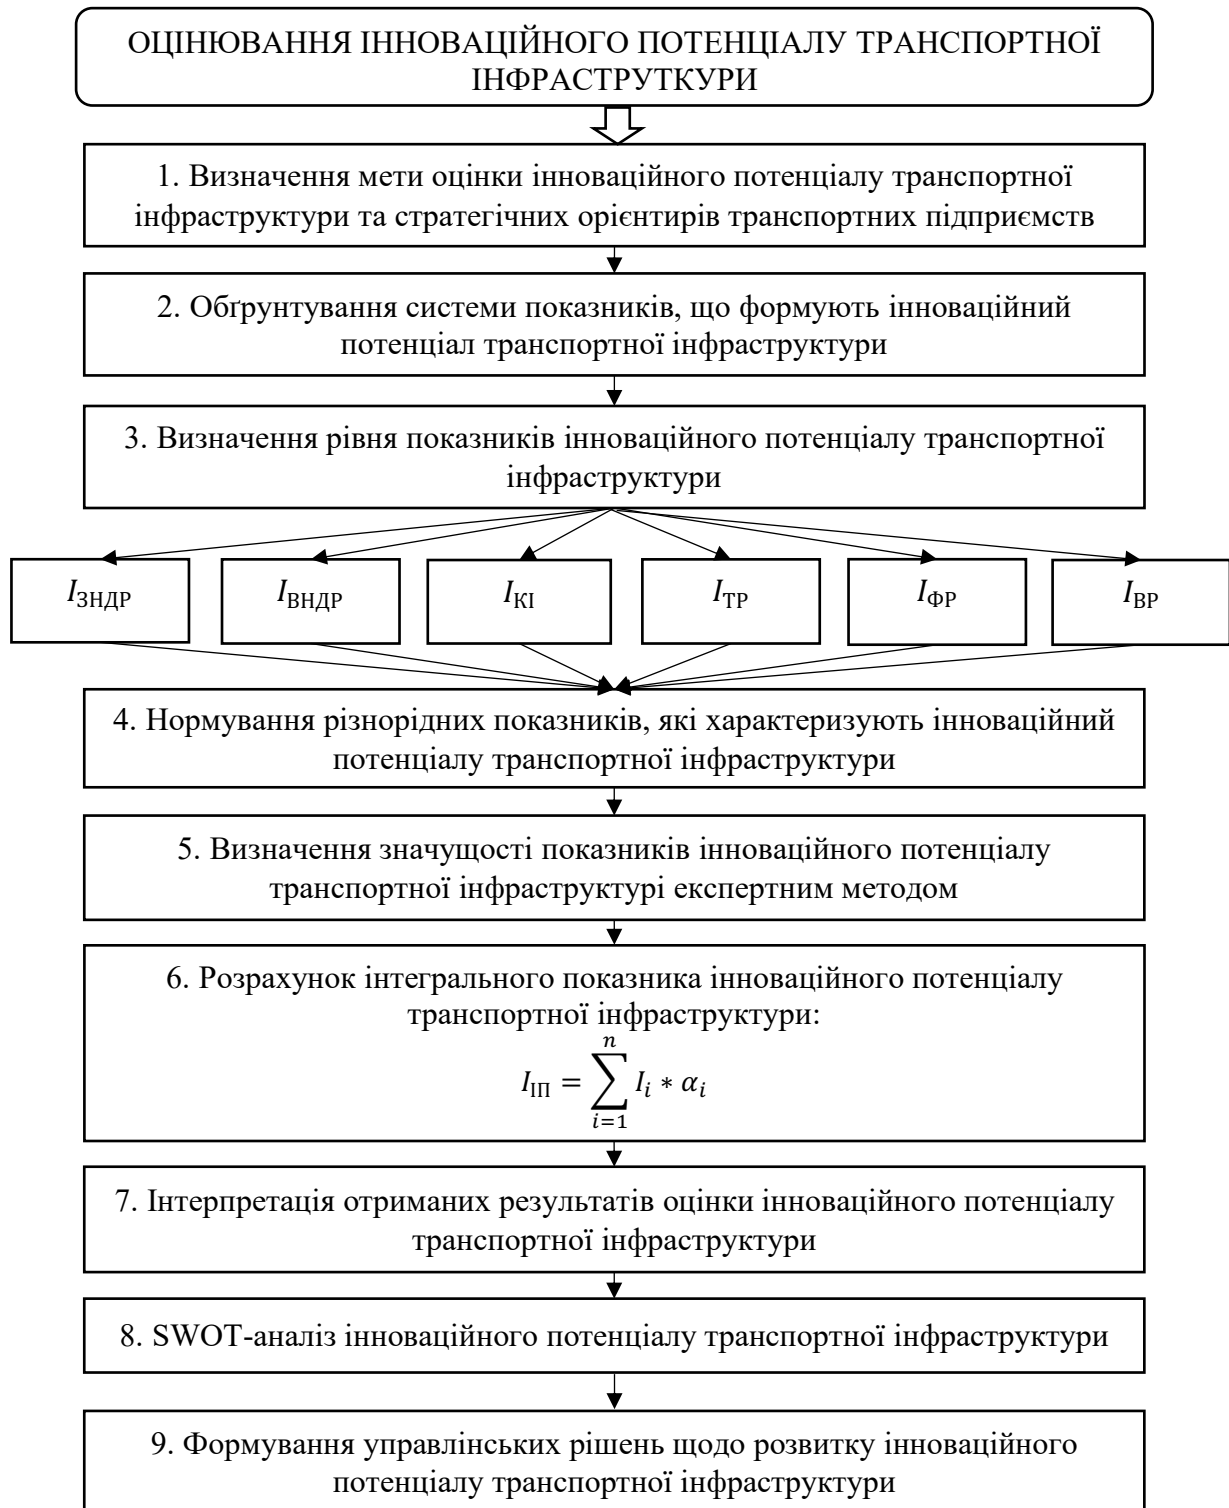 ОЦІНЮВАННЯ ІННОВАЦІЙНОГО ПОТЕНЦІАЛУ ТРАНСПОРТНОЇ
ІНФРАСТРУТКУРИ
1. Визначення мети оцінки інноваційного потенціалу транспортної
інфраструктури та стратегічних орієнтирів транспортних підприємств
2. Обґрунтування системи показників, що формують інноваційний
потенціал транспортної інфраструктури
3. Визначення рівня показників інноваційного потенціалу транспортної
інфраструктури
I_ЗНДР
I_ВНДР
I_КІ
I_ТР
I_ФР
I_ВР
4. Нормування різнорідних показників, які характеризують інноваційний
потенціалу транспортної інфраструктури
5. Визначення значущості показників інноваційного потенціалу
транспортної інфраструктурі експертним методом
6. Розрахунок інтегрального показника інноваційного потенціалу
транспортної інфраструктури:
I_ІП = ∑_{i=1}^{n} I_i * α_i
7. Інтерпретація отриманих результатів оцінки інноваційного потенціалу
транспортної інфраструктури
8. SWOT-аналіз інноваційного потенціалу транспортної інфраструктури
9. Формування управлінських рішень щодо розвитку інноваційного
потенціалу транспортної інфраструктури